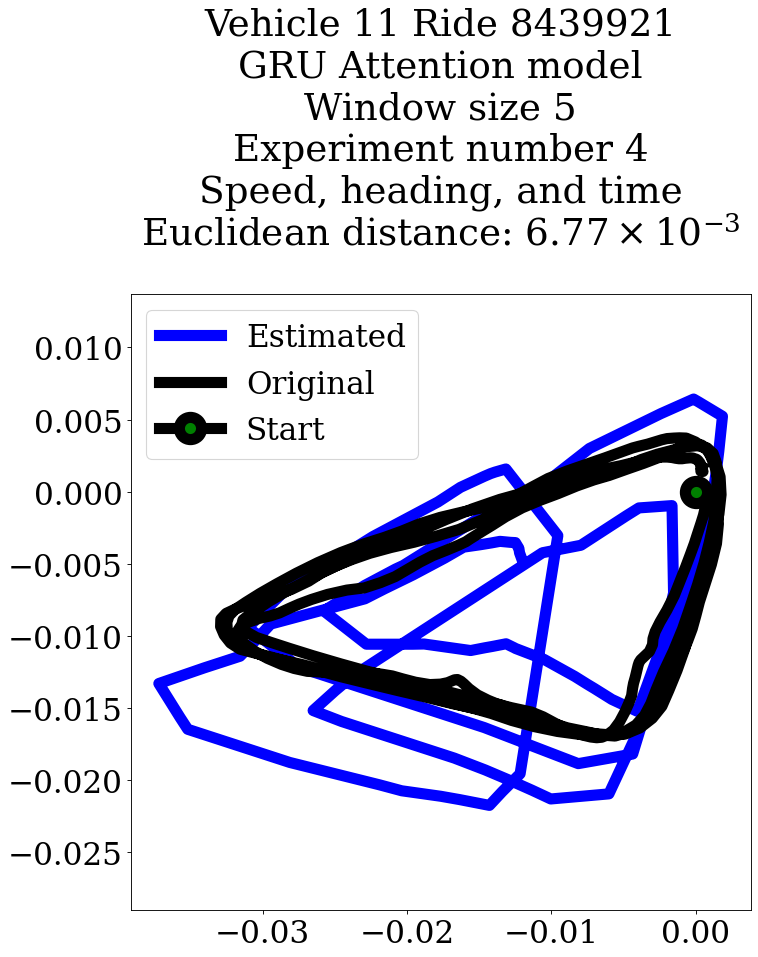 Vehicle 11 Ride 8439921
GRU Attention model
Window size 5
Experiment number 4
Speed, heading, and time
Euclidean distance: 6.77 × 10⁻³
Estimated
Original
Start
0.010
0.005
0.000
−0.005
−0.010
−0.015
−0.020
−0.025
−0.03 −0.02 −0.01 0.00